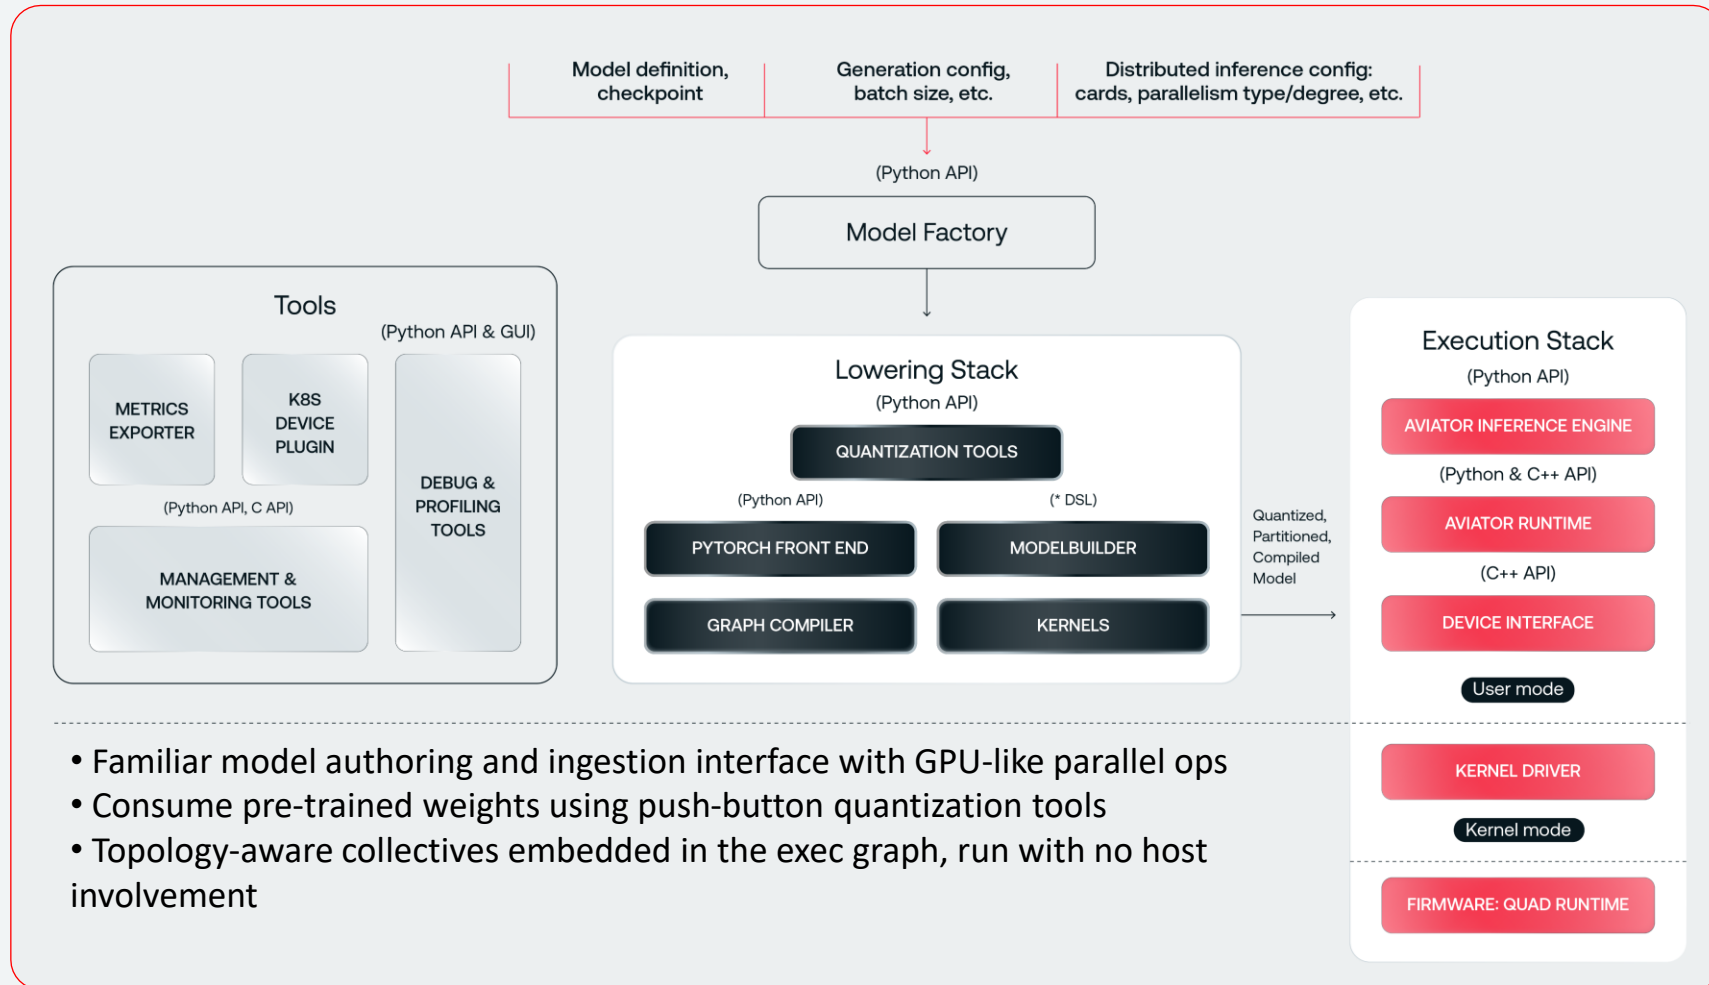 Model definition,
checkpoint
Generation config,
batch size, etc.
Distributed inference config:
cards, parallelism type/degree, etc.
(Python API)
Model Factory
Tools
(Python API & GUI)
METRICS
EXPORTER
K8S
DEVICE
PLUGIN
DEBUG &
PROFILING
TOOLS
(Python API, C API)
MANAGEMENT &
MONITORING TOOLS
Lowering Stack
(Python API)
QUANTIZATION TOOLS
(Python API)
(* DSL)
PYTORCH FRONT END
MODELBUILDER
GRAPH COMPILER
KERNELS
Quantized,
Partitioned,
Compiled
Model
Execution Stack
(Python API)
AVIATOR INFERENCE ENGINE
(Python & C++ API)
AVIATOR RUNTIME
(C++ API)
DEVICE INTERFACE
User mode
KERNEL DRIVER
Kernel mode
FIRMWARE: QUAD RUNTIME
• Familiar model authoring and ingestion interface with GPU-like parallel ops
• Consume pre-trained weights using push-button quantization tools
• Topology-aware collectives embedded in the exec graph, run with no host
involvement